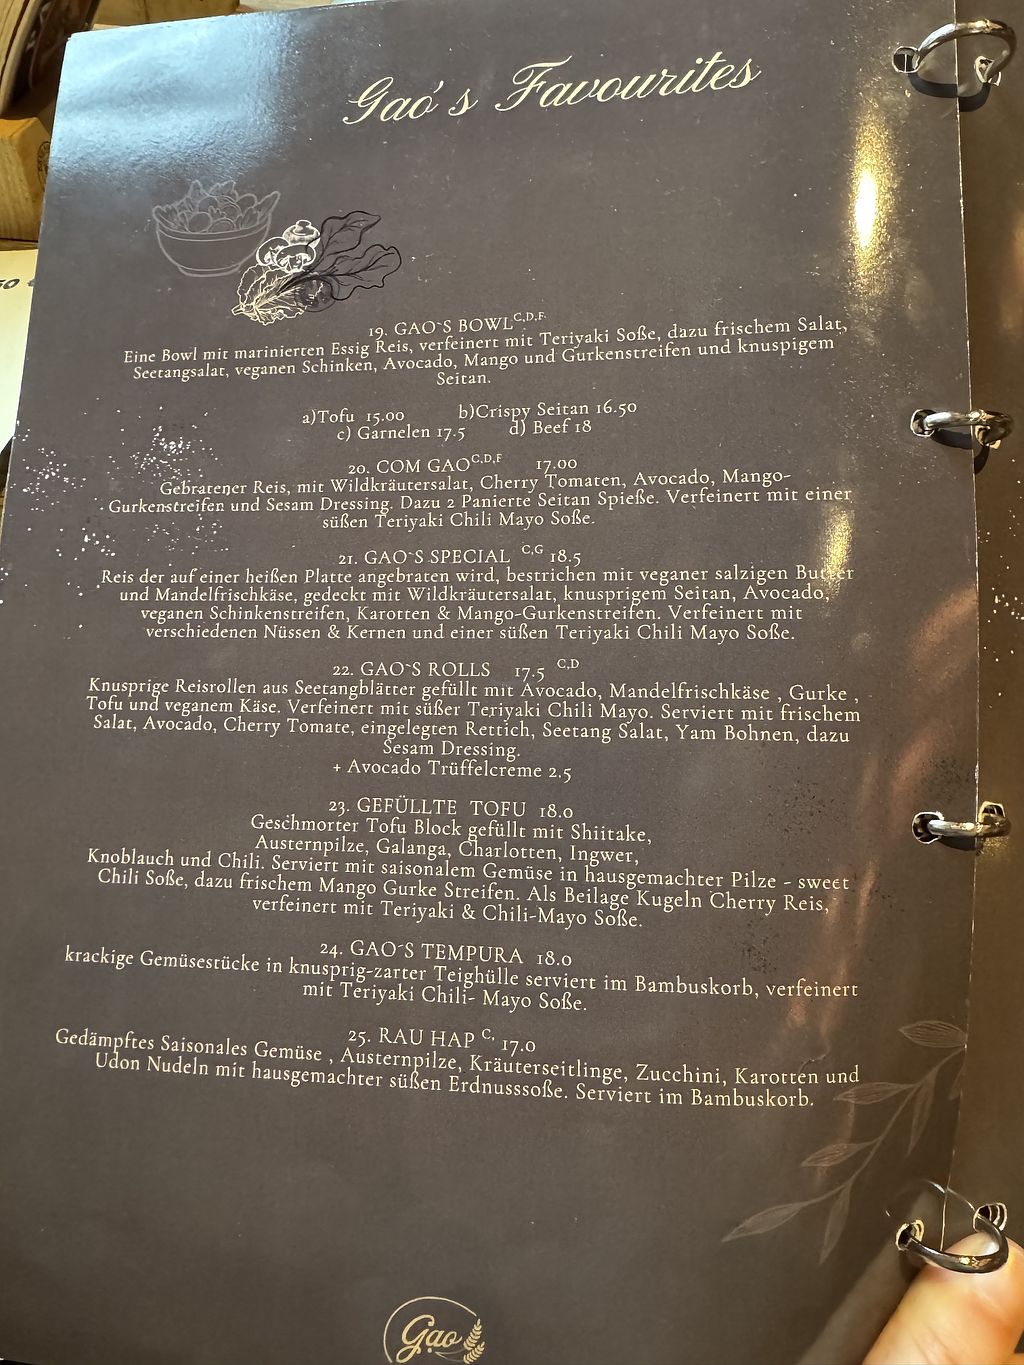 Gao's Favourites
19. GAO`S BOWL C,D,F,
Eine Bowl mit marinierten Essig Reis, verfeinert mit Teriyaki Soße, dazu frischem Salat,
Seetangsalat, veganen Schinken, Avocado, Mango und Gurkenstreifen und knuspigem
Seitan.
a)Tofu 15.00 b)Crispy Seitan 16.50
c) Garnelen 17.5 d) Beef 18
20. COM GAO C,D,F 17.00
Gebratener Reis, mit Wildkräutersalat, Cherry Tomaten, Avocado, Mango-
Gurkenstreifen und Sesam Dressing. Dazu 2 Panierte Seitan Spieße. Verfeinert mit einer
süßen Teriyaki Chili Mayo Soße.
21. GAO`S SPECIAL C,G 18.5
Reis der auf einer heißen Platte angebraten wird, bestrichen mit veganer salzigen Butter
und Mandelfrischkäse, gedeckt mit Wildkräutersalat, knusprigem Seitan, Avocado,
veganen Schinkenstreifen, Karotten & Mango-Gurkenstreifen. Verfeinert mit
verschiedenen Nüssen & Kernen und einer süßen Teriyaki Chili Mayo Soße.
22. GAO`S ROLLS 17.5 C,D
Knusprige Reisrollen aus Seetangblätter gefüllt mit Avocado, Mandelfrischkäse , Gurke ,
Tofu und veganem Käse. Verfeinert mit süßer Teriyaki Chili Mayo. Serviert mit frischem
Salat, Avocado, Cherry Tomate, eingelegten Rettich, Seetang Salat, Yam Bohnen, dazu
Sesam Dressing.
+ Avocado Trüffelcreme 2.5
23. GEFÜLLTE TOFU 18.0
Geschmorter Tofu Block gefüllt mit Shiitake,
Austernpilze, Galanga, Charlotten, Ingwer,
Knoblauch und Chili. Serviert mit saisonalem Gemüse in hausgemachter Pilze - sweet
Chili Soße, dazu frischem Mango Gurke Streifen. Als Beilage Kugeln Cherry Reis,
verfeinert mit Teriyaki & Chili-Mayo Soße.
24. GAO´S TEMPURA 18.0
krackige Gemüsestücke in knusprig-zarter Teighülle serviert im Bambuskorb, verfeinert
mit Teriyaki Chili- Mayo Soße.
25. RAU HAP C, 17.0
Gedämpftes Saisonales Gemüse , Austernpilze, Kräuterseitlinge, Zucchini, Karotten und
Udon Nudeln mit hausgemachter süßen Erdnusssoße. Serviert im Bambuskorb.
Gạo